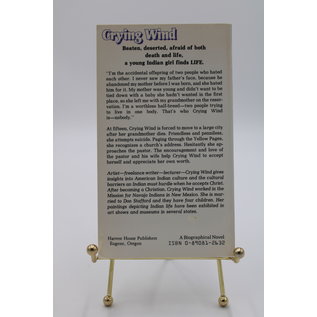 Crying Wind
Beaten, deserted, afraid of both
death and life,
a young Indian girl finds LIFE.
"I'm the accidental offspring of two people who hated
each other. I never saw my father's face, because he
abandoned my mother before I was born, and she hated
him for it. My mother was young and didn't want to be
tied down with a baby she hadn't wanted in the first
place, so she left me with my grandmother on the reser-
vation. I'm a worthless half-breed—two people trying
to live in one body. That's who Crying Wind
is—nobody."
At fifteen, Crying Wind is forced to move to a large city
after her grandmother dies. Friendless and penniless,
she attempts suicide. Paging through the Yellow Pages,
she recognizes a church's address. Hesitantly she ap-
proaches the pastor. The encouragement and love of
the pastor and his wife help Crying Wind to accept
herself and appreciate her own worth.
Artist—freelance writer—lecturer—Crying Wind gives
insights into American Indian culture and the cultural
barriers an Indian must hurdle when he accepts Christ.
After becoming a Christian, Crying Wind worked in the
Mission for Navajo Indians in New Mexico. She is mar-
ried to Don Stafford and they have four children. Her
paintings depicting Indian life have been exhibited in
art shows and museums in several states.
Harvest House Publishers
Eugene, Oregon
A Biographical Novel
ISBN 0-89081-263-2